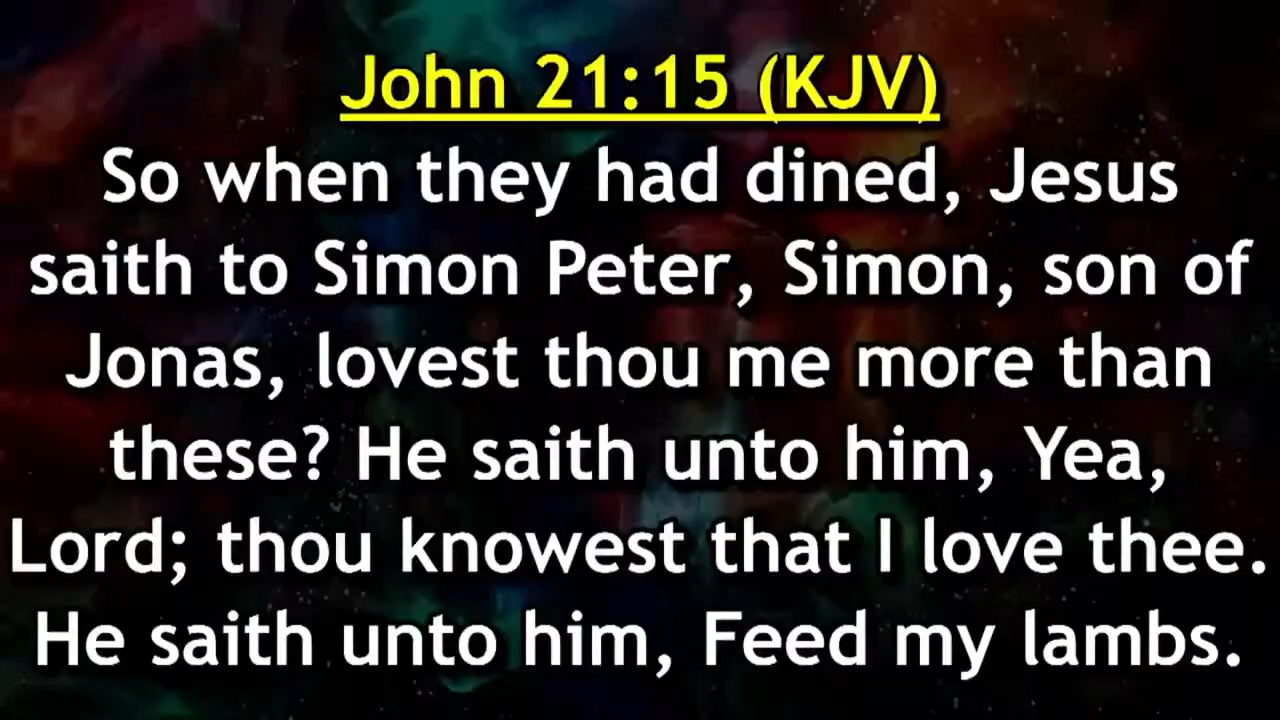 John 21:15 (KJV)
So when they had dined, Jesus
saith to Simon Peter, Simon, son of
Jonas, lovest thou me more than
these? He saith unto him, Yea,
Lord; thou knowest that I love thee.
He saith unto him, Feed my lambs.